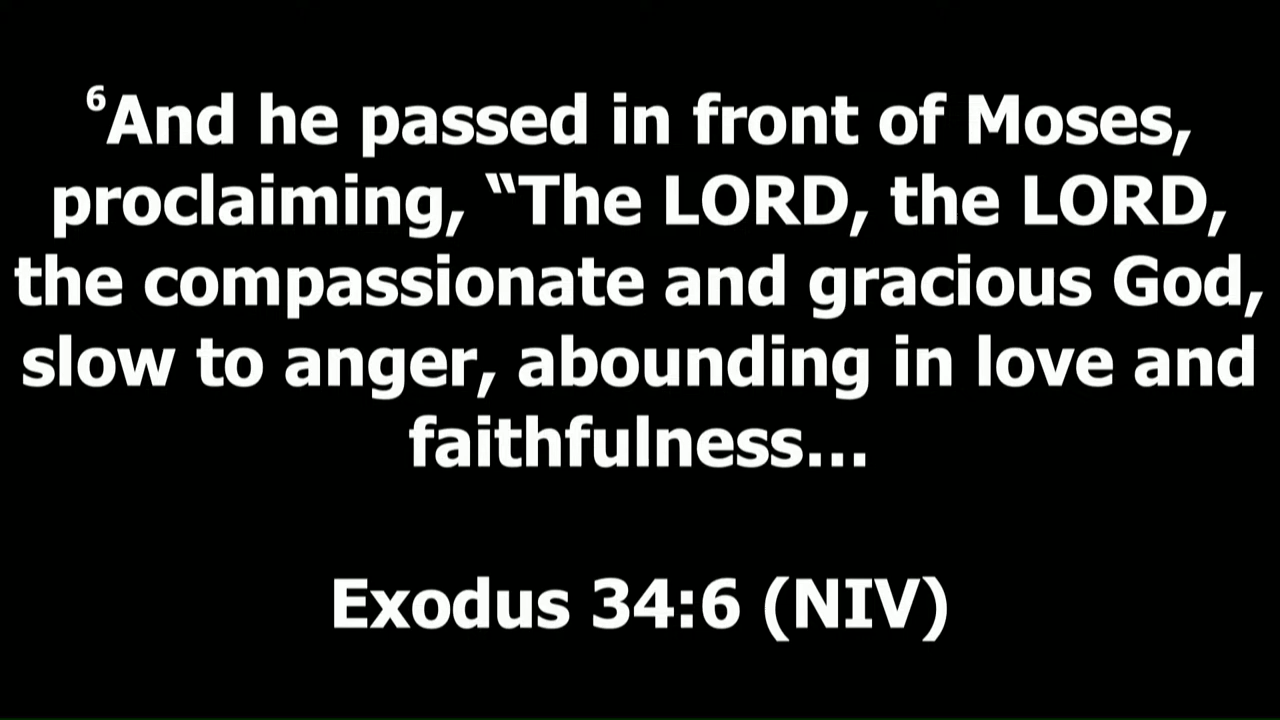 ⁶And he passed in front of Moses,
proclaiming, “The LORD, the LORD,
the compassionate and gracious God,
slow to anger, abounding in love and
faithfulness...
Exodus 34:6 (NIV)